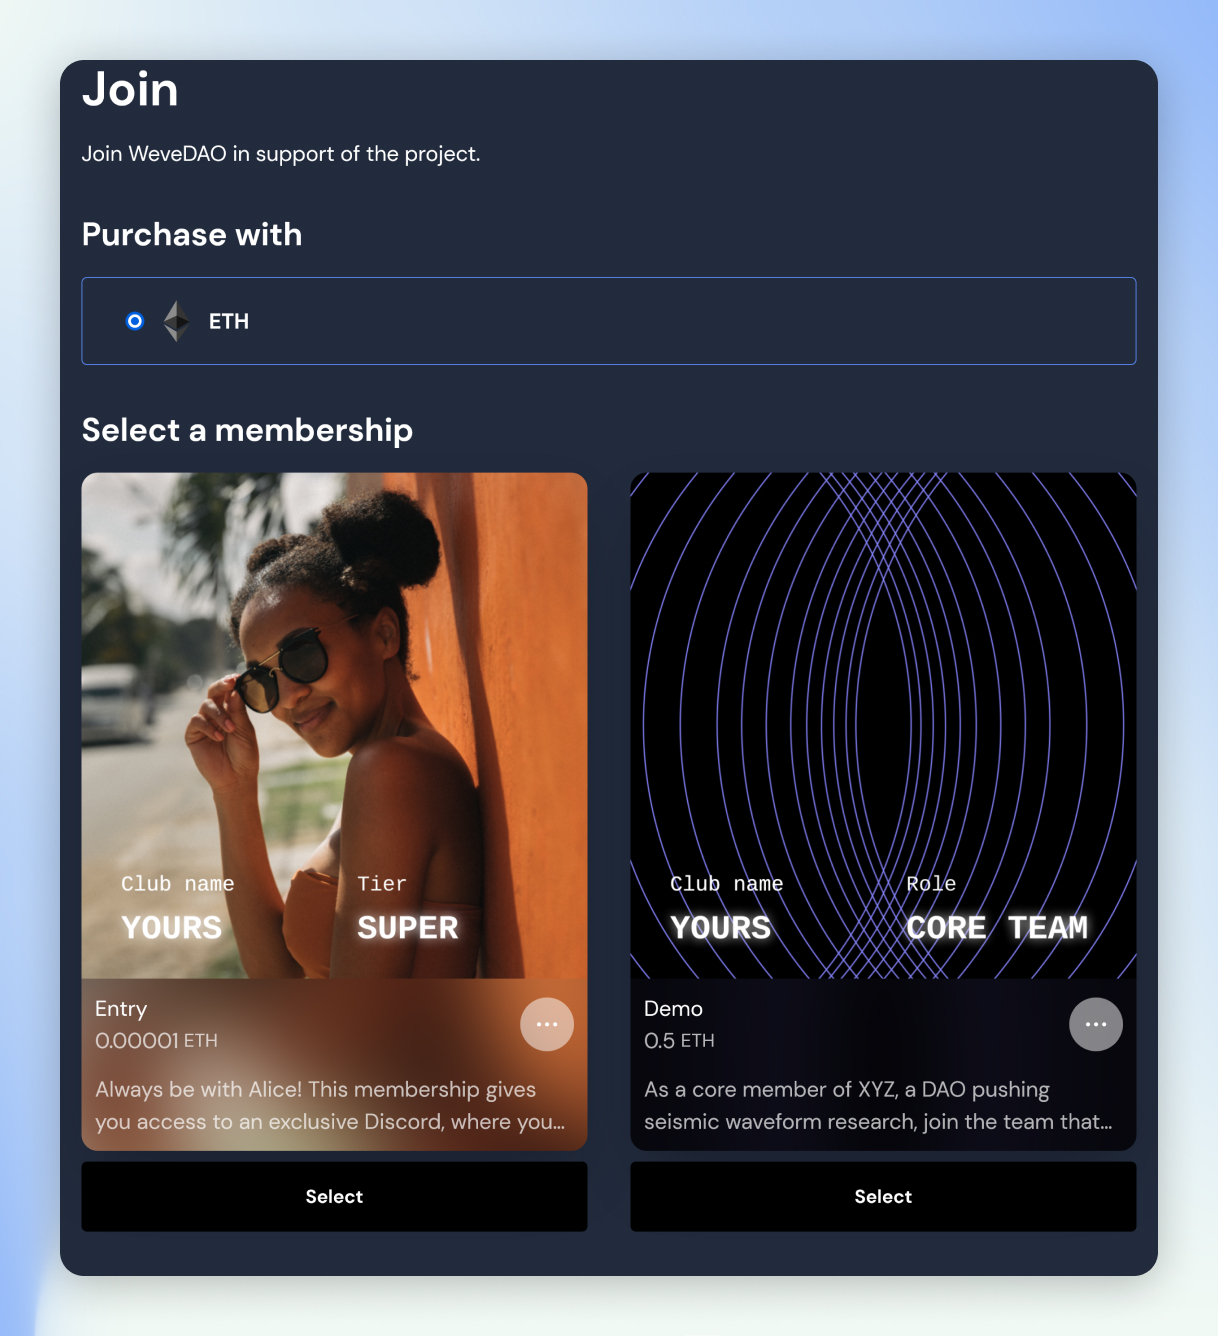 Join
Join WeveDAO in support of the project.
Purchase with
ETH
Select a membership
Club name
Tier
YOURS
SUPER
Entry
0.00001 ETH
Always be with Alice! This membership gives
you access to an exclusive Discord, where you...
Select
Club name
Role
YOURS
CORE TEAM
Demo
0.5 ETH
As a core member of XYZ, a DAO pushing
seismic waveform research, join the team that...
Select